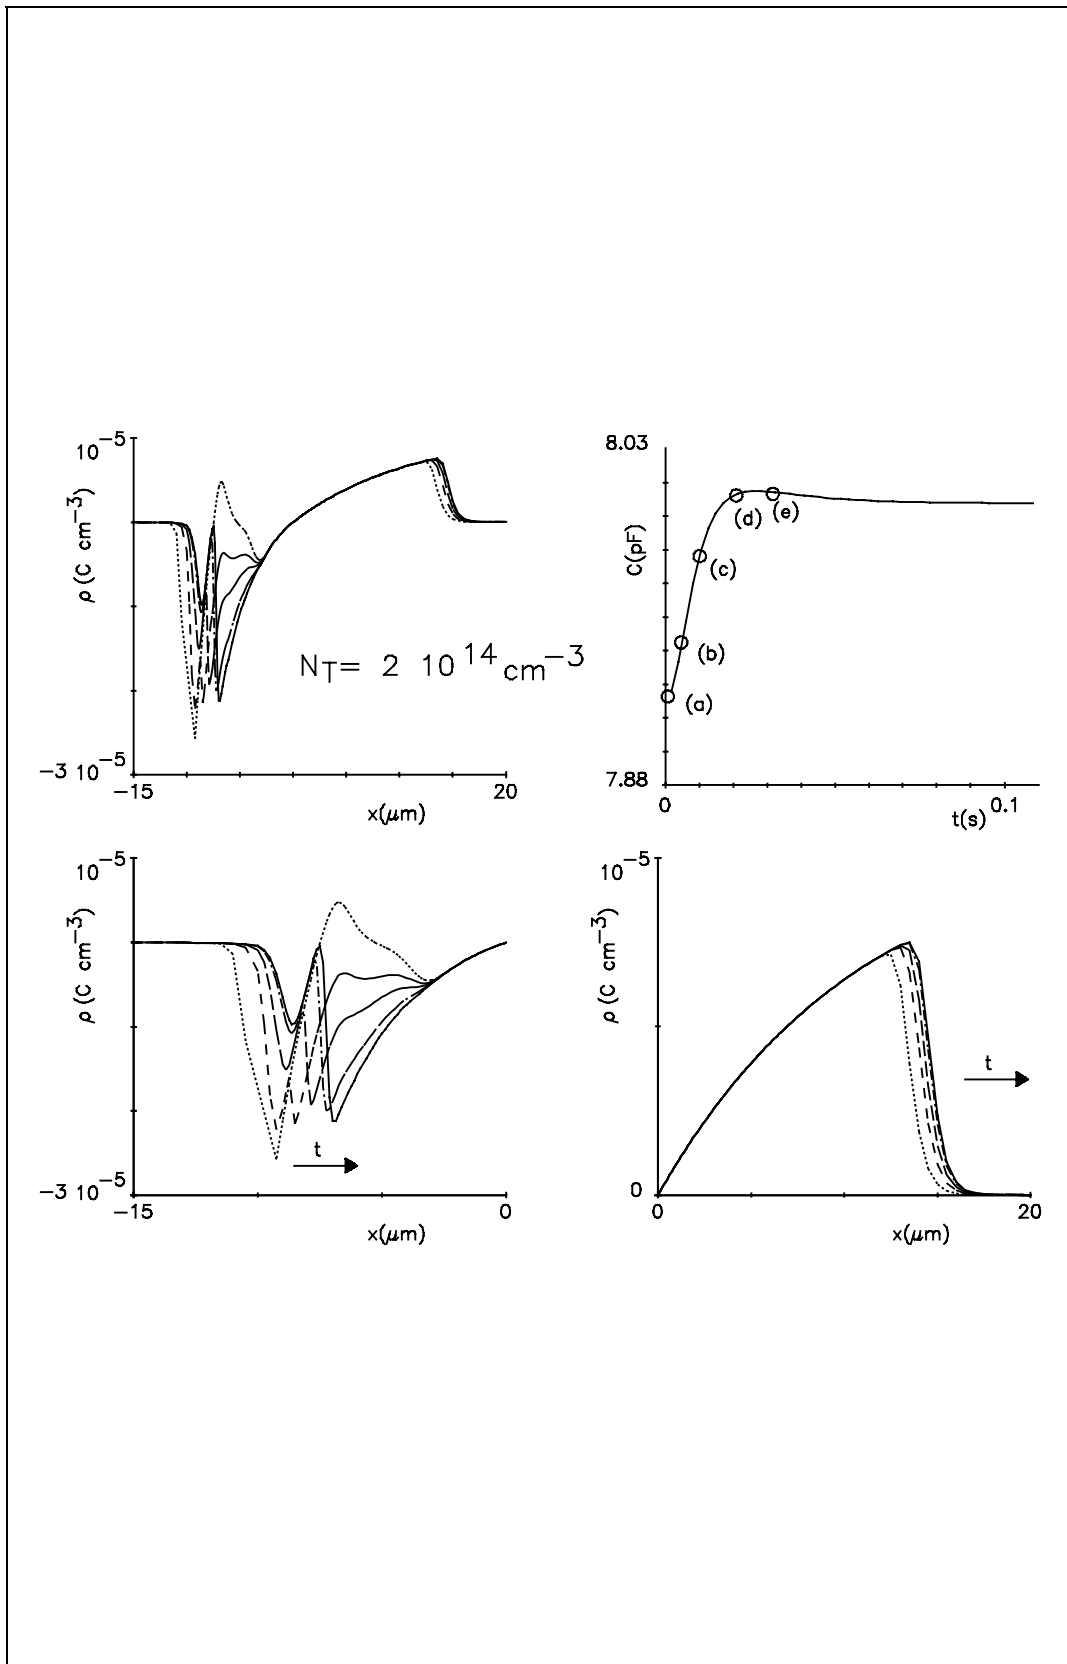 10−5
ρ (C cm−3)
NT= 2 10 14 cm−3
−3 10−5
−15
20
x(μm)
8.03
C(pF)
(a)
(b)
(c)
(d)
(e)
7.88
0
t(s)
0.1
10−5
ρ (C cm−3)
t
−3 10−5
−15
0
x(μm)
10−5
ρ (C cm−3)
t
0
0
20
x(μm)